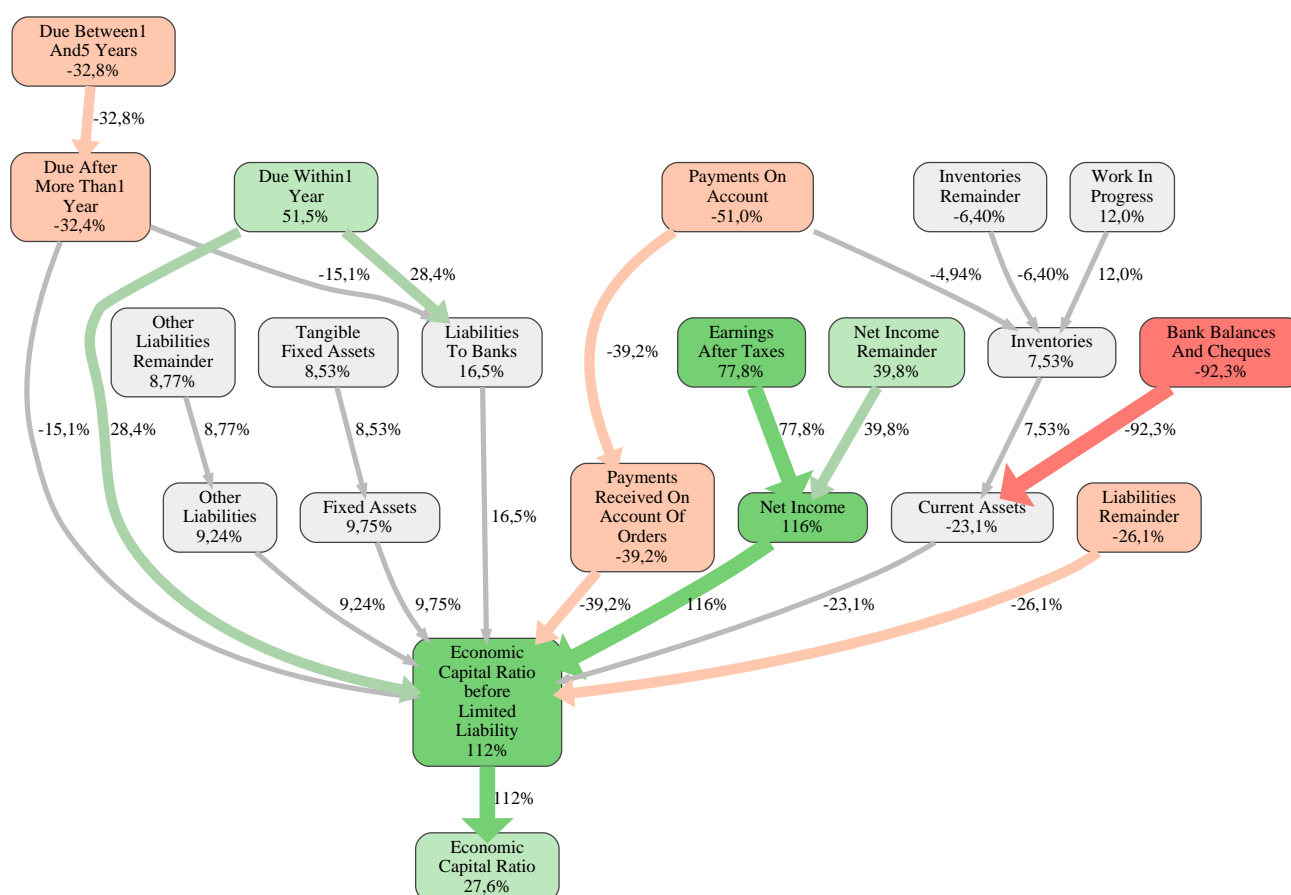 Due Between1
And5 Years
-32,8%
-32,8%
Due After
More Than1
Year
-32,4%
Due Within1
Year
51,5%
Payments On
Account
-51,0%
Inventories
Remainder
-6,40%
Work In
Progress
12,0%
-15,1%
28,4%
-4,94%
-6,40%
12,0%
Other
Liabilities
Remainder
8,77%
Tangible
Fixed Assets
8,53%
Liabilities
To Banks
16,5%
-39,2%
Earnings
After Taxes
77,8%
Net Income
Remainder
39,8%
Inventories
7,53%
Bank Balances
And Cheques
-92,3%
-15,1%
28,4%
8,77%
8,53%
77,8%
39,8%
7,53%
-92,3%
Other
Liabilities
9,24%
Fixed Assets
9,75%
16,5%
Payments
Received On
Account Of
Orders
-39,2%
Net Income
116%
Current Assets
-23,1%
Liabilities
Remainder
-26,1%
9,24%
9,75%
-39,2%
116%
-23,1%
-26,1%
Economic
Capital Ratio
before
Limited
Liability
112%
112%
Economic
Capital Ratio
27,6%